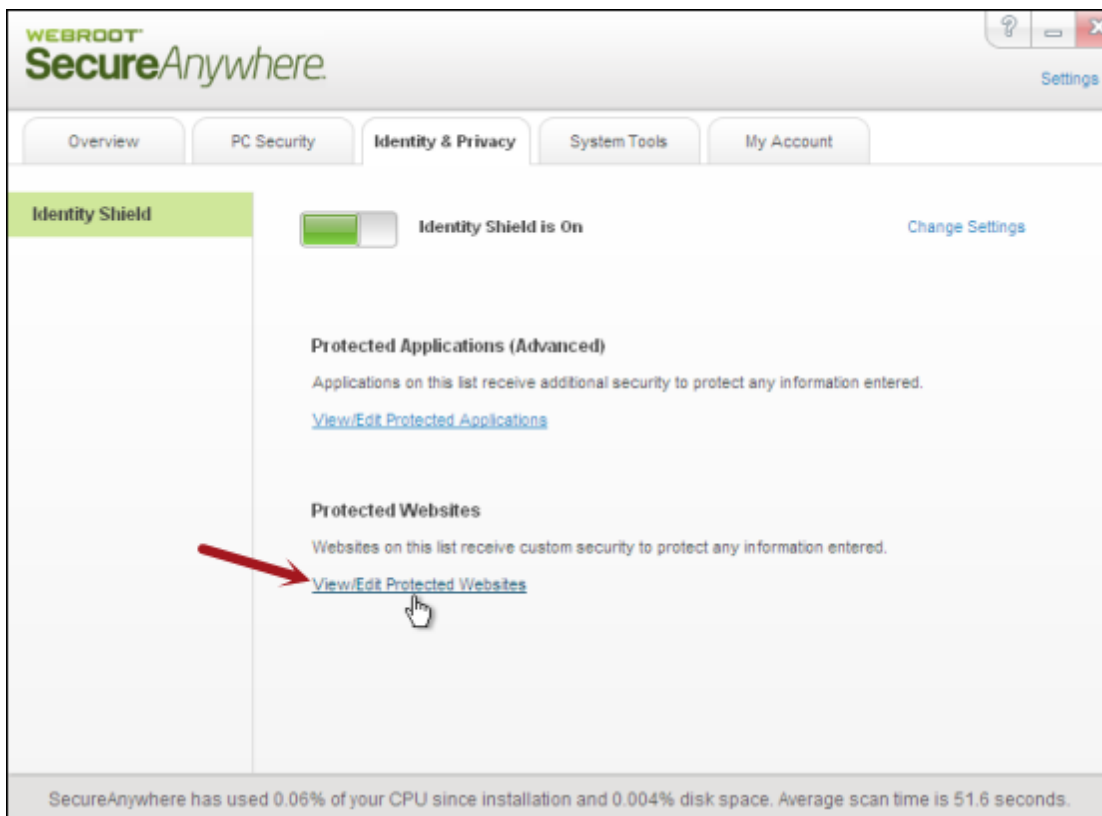 WEBROOT
SecureAnywhere.
?
Settings
Overview PC Security Identity & Privacy System Tools My Account
Identity Shield
Identity Shield is On
Change Settings
Protected Applications (Advanced)
Applications on this list receive additional security to protect any information entered.
View/Edit Protected Applications
Protected Websites
Websites on this list receive custom security to protect any information entered.
View/Edit Protected Websites
SecureAnywhere has used 0.06% of your CPU since installation and 0.004% disk space. Average scan time is 51.6 seconds.